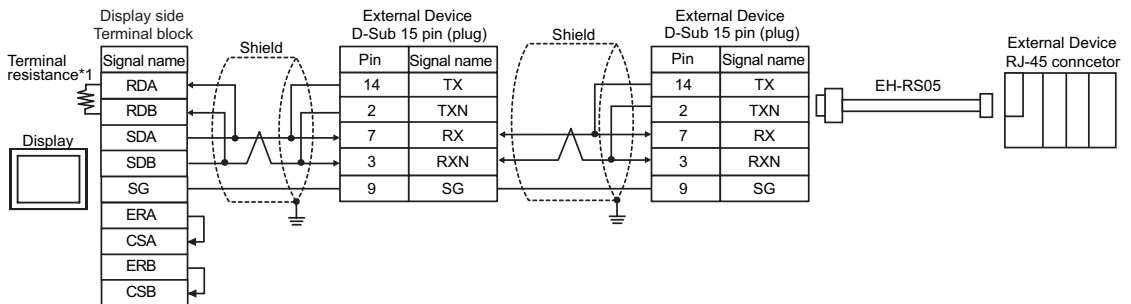 Display side
Terminal block
External Device
D-Sub 15 pin (plug)
External Device
D-Sub 15 pin (plug)
External Device
RJ-45 conncetor
Terminal
resistance*1
Shield
Shield
Signal name
Pin Signal name
Pin Signal name
RDA 14 TX 14 TX
EH-RS05
RDB 2 TXN 2 TXN
Display
SDA 7 RX 7 RX
SDB 3 RXN 3 RXN
SG 9 SG 9 SG
ERA
CSA
ERB
CSB